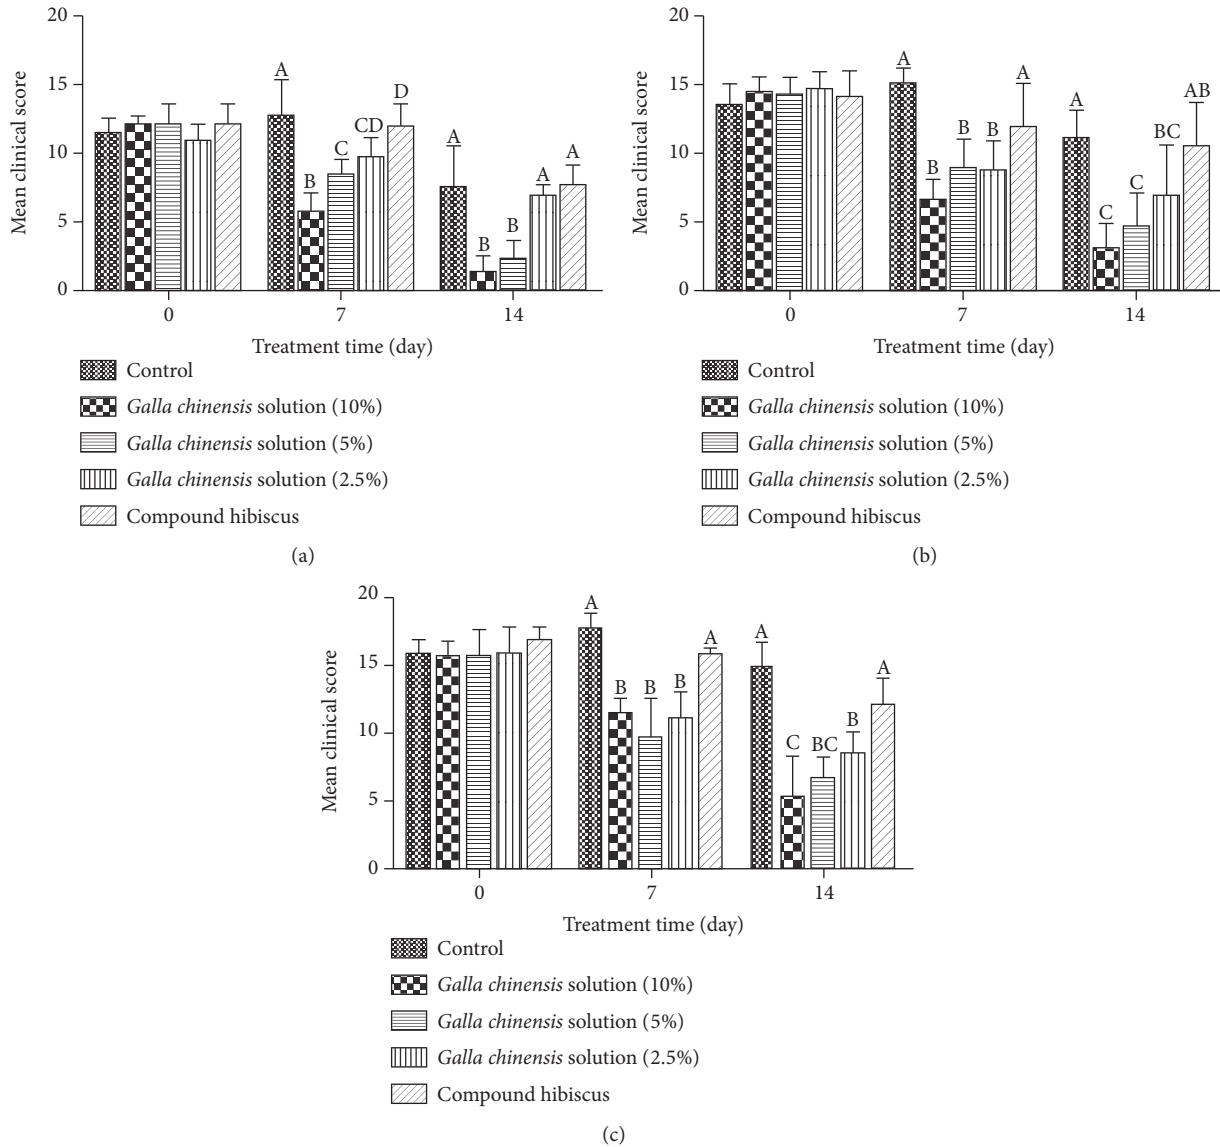 20
15
10
5
0
Mean clinical score
A
B
C
CD
D
A
B
B
A
A
0
7
14
Treatment time (day)
Control
Galla chinensis solution (10%)
Galla chinensis solution (5%)
Galla chinensis solution (2.5%)
Compound hibiscus
(a)
20
15
10
5
0
Mean clinical score
A
B
B
B
A
A
C
C
BC
AB
0
7
14
Treatment time (day)
Control
Galla chinensis solution (10%)
Galla chinensis solution (5%)
Galla chinensis solution (2.5%)
Compound hibiscus
(b)
20
15
10
5
0
Mean clinical score
A
B
B
B
A
A
C
BC
B
A
0
7
14
Treatment time (day)
Control
Galla chinensis solution (10%)
Galla chinensis solution (5%)
Galla chinensis solution (2.5%)
Compound hibiscus
(c)